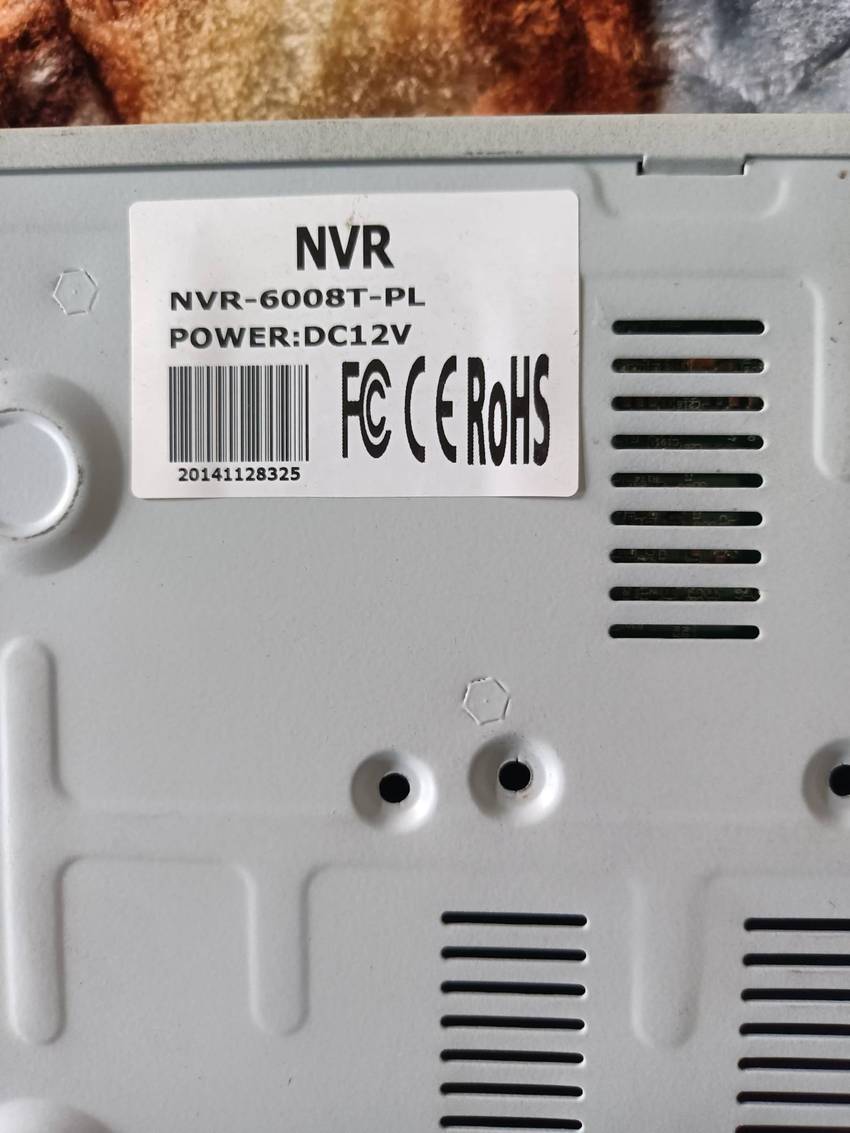 NVR
NVR-6008T-PL
POWER:DC12V
FC CE RoHS
20141128325